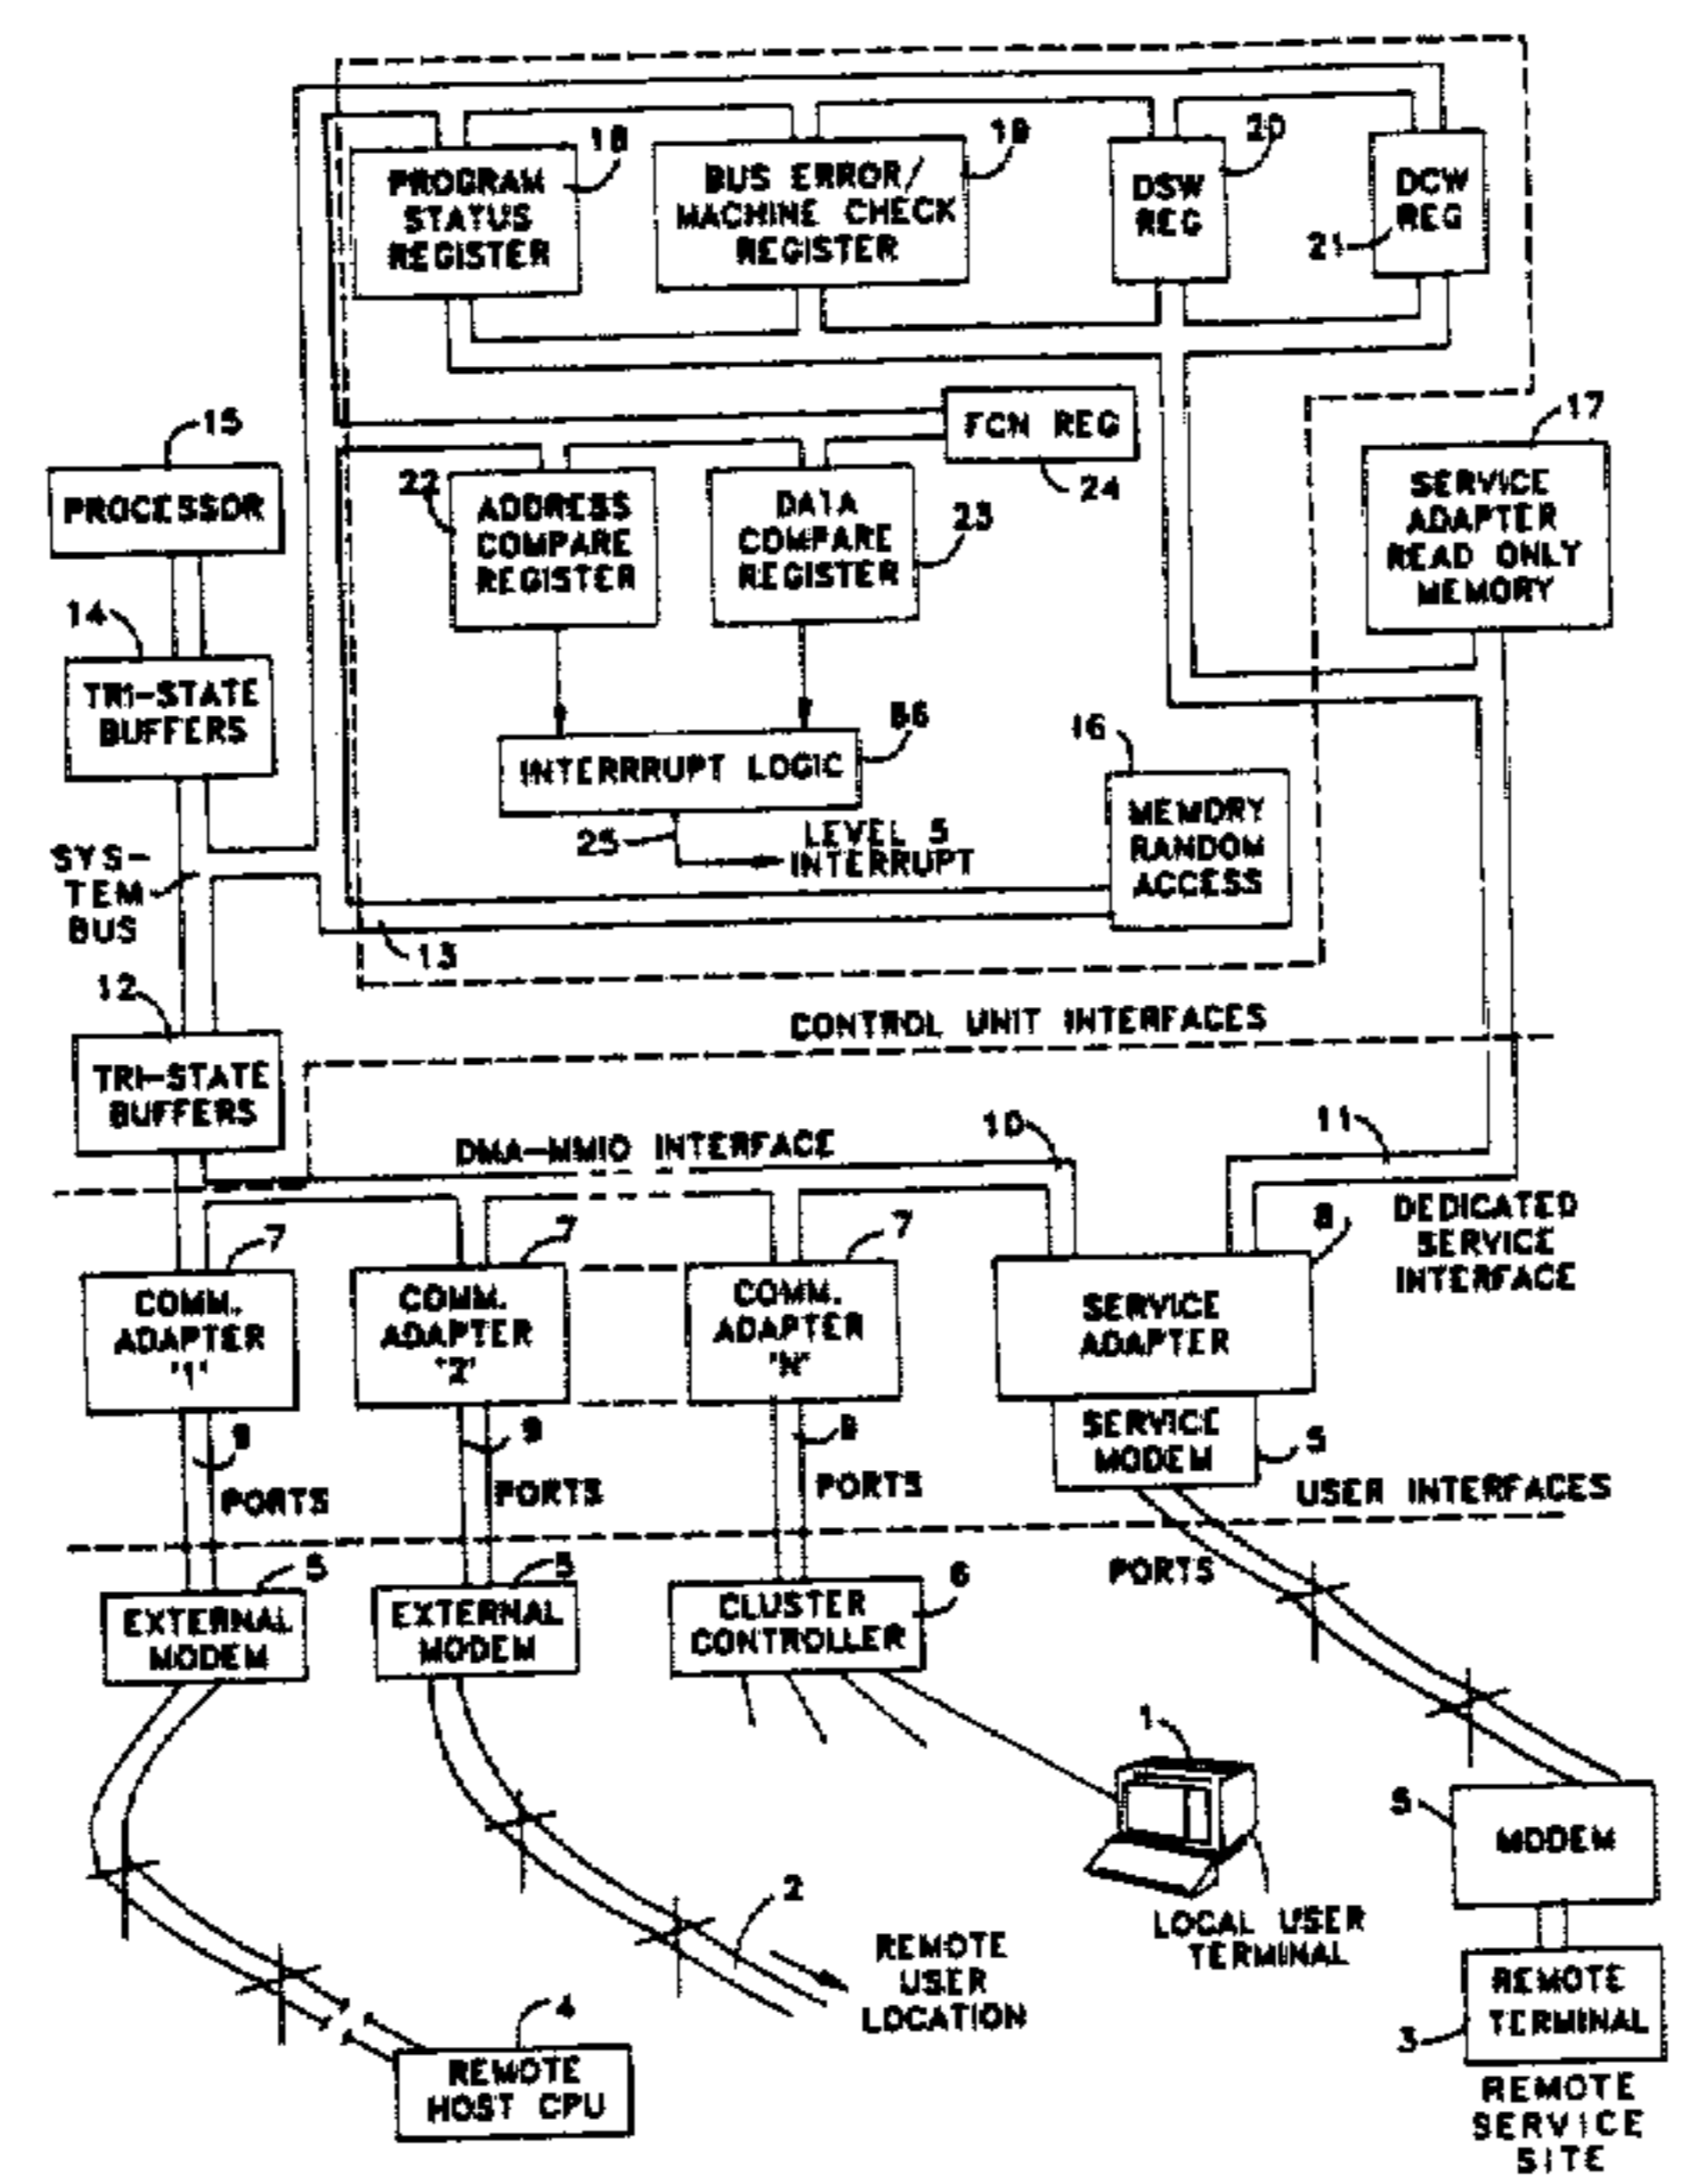 18
19
20
PROGRAM
STATUS
REGISTER
BUS ERROR/
MACHINE CHECK
REGISTER
DSW
REG
DCW
REG
21
15
PROCESSOR
FCN REG
24
17
SERVICE
ADAPTER
READ ONLY
MEMORY
22
ADDRESS
COMPARE
REGISTER
DATA
COMPARE
REGISTER
23
14
TRI-STATE
BUFFERS
INTERRRUPT LOGIC
25
LEVEL 5
INTERRUPT
16
MEMORY
RANDOM
ACCESS
SYS-
TEM
BUS
13
12
CONTROL UNIT INTERFACES
TRI-STATE
BUFFERS
DMA-MMIO INTERFACE
10
11
DEDICATED
SERVICE
INTERFACE
7
7
7
8
COMM.
ADAPTER
'1'
COMM.
ADAPTER
'2'
COMM.
ADAPTER
'N'
SERVICE
ADAPTER
9
9
PORTS
PORTS
PORTS
SERVICE
MODEM
5
USER INTERFACES
5
5
6
PORTS
EXTERNAL
MODEM
EXTERNAL
MODEM
CLUSTER
CONTROLLER
1
LOCAL USER
TERMINAL
5
MODEM
2
REMOTE
USER
LOCATION
REMOTE
TERMINAL
3
REMOTE
SERVICE
SITE
4
REMOTE
HOST CPU